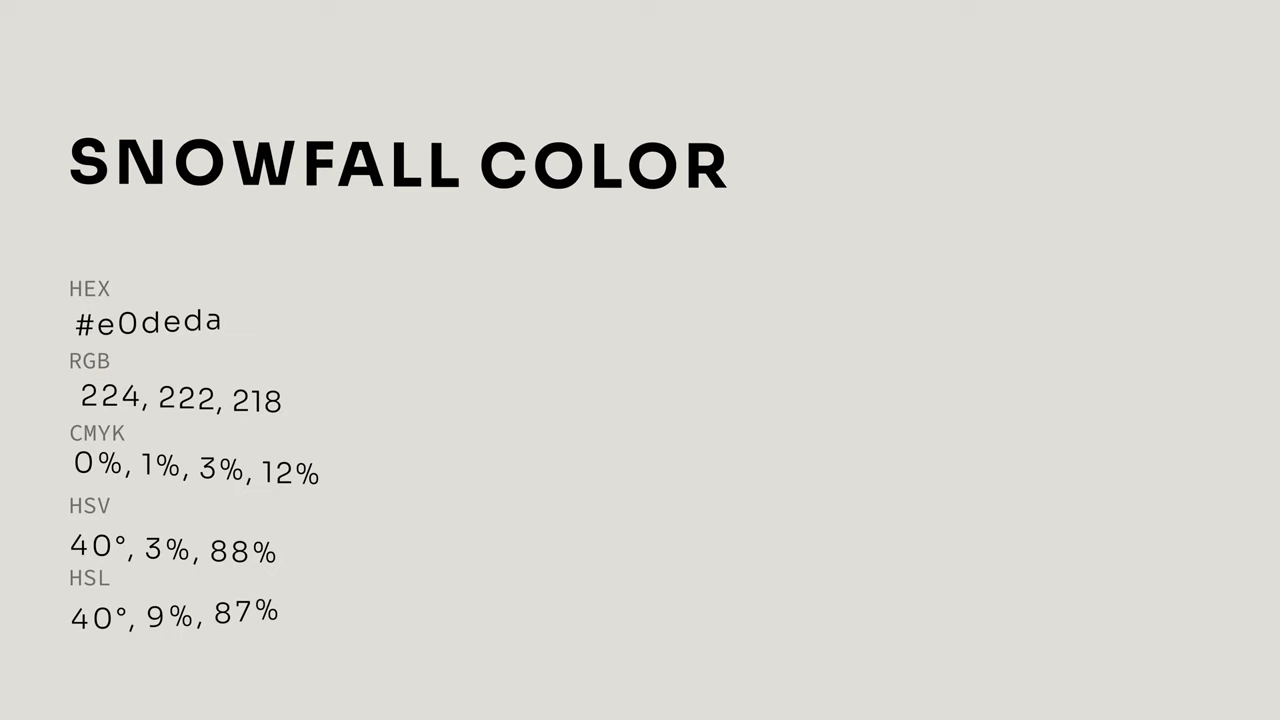 SNOWFALL COLOR
HEX
#e0deda
RGB
224, 222, 218
CMYK
0%, 1%, 3%, 12%
HSV
40°, 3%, 88%
HSL
40°, 9%, 87%